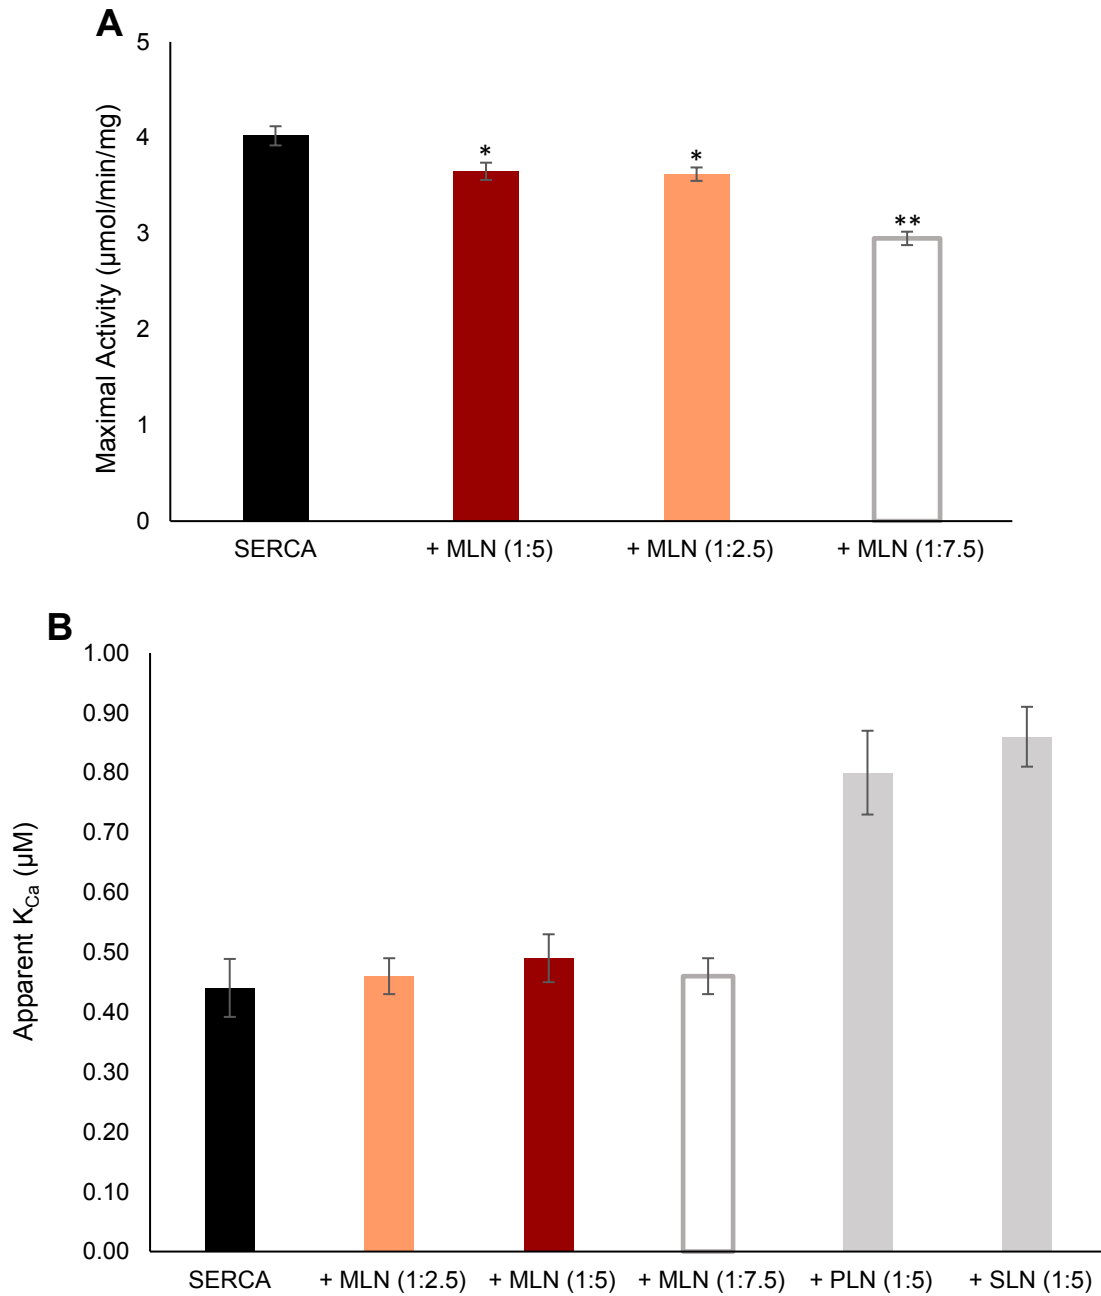 A
Maximal Activity (µmol/min/mg)
5
4
3
2
1
0
*
*
**
SERCA
+ MLN (1:5)
+ MLN (1:2.5)
+ MLN (1:7.5)
B
Apparent KCa (µM)
1.00
0.90
0.80
0.70
0.60
0.50
0.40
0.30
0.20
0.10
0.00
SERCA
+ MLN (1:2.5)
+ MLN (1:5)
+ MLN (1:7.5)
+ PLN (1:5)
+ SLN (1:5)